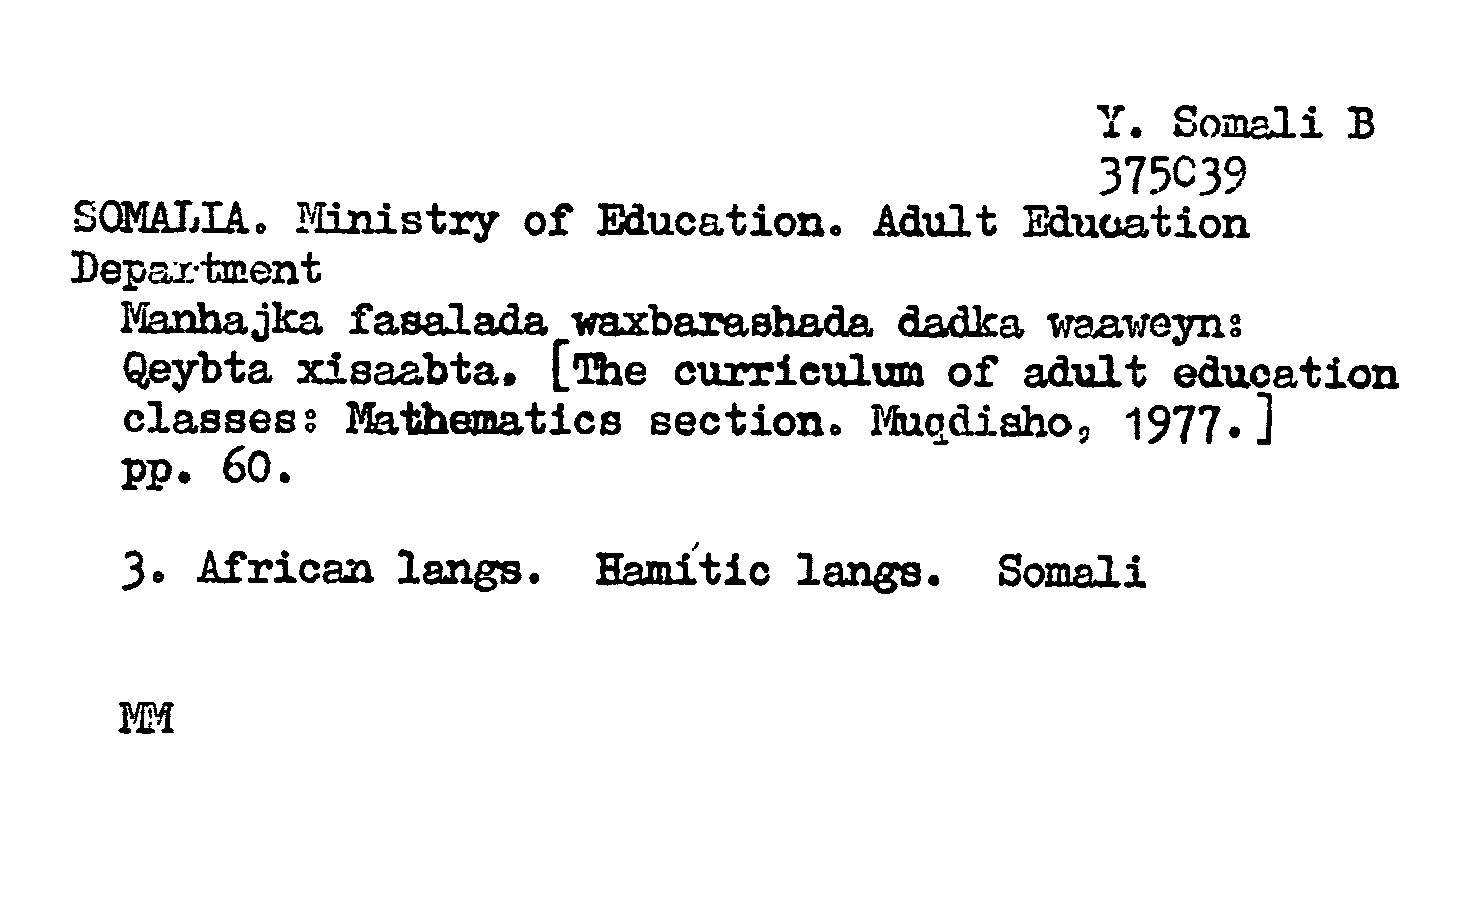 Y. Somali B
375039
SOMALIA. Ministry of Education. Adult Education
Department
Manhajka fasalada waxbarashada dadka waaweyn:
Qeybta xisaabta. [The curriculum of adult education
classes: Mathematics section. Muqdisho, 1977.]
pp. 60.
3. African langs. Hamitic langs. Somali
MM